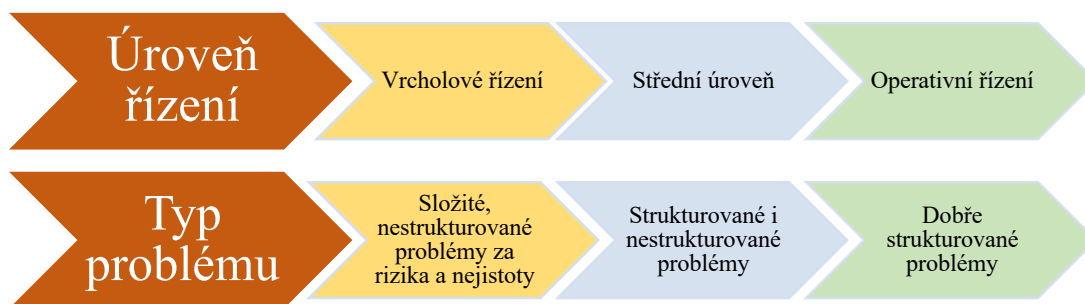 Úroveň
řízení
Vrcholové řízení
Střední úroveň
Operativní řízení
Typ
problému
Složité,
nestrukturované
problémy za
rizika a nejistoty
Strukturované i
nestrukturované
problémy
Dobře
strukturované
problémy